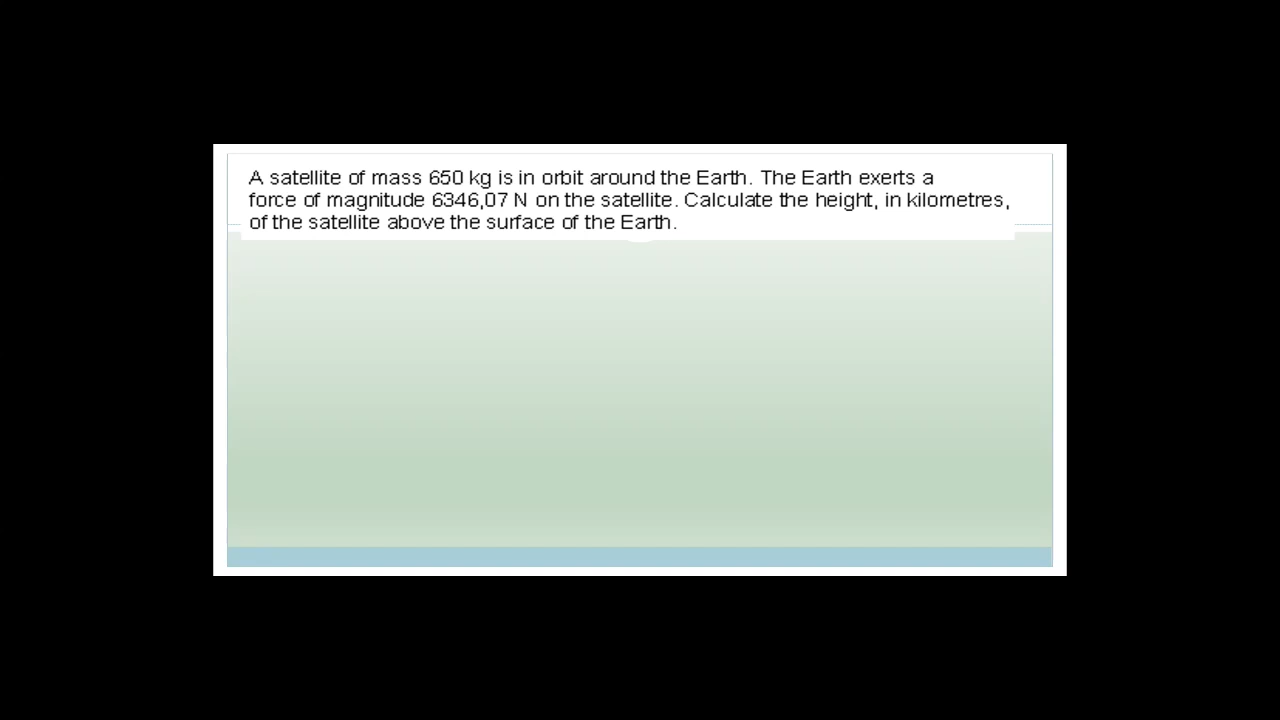 A satellite of mass 650 kg is in orbit around the Earth. The Earth exerts a
force of magnitude 6346,07 N on the satellite. Calculate the height, in kilometres,
of the satellite above the surface of the Earth.